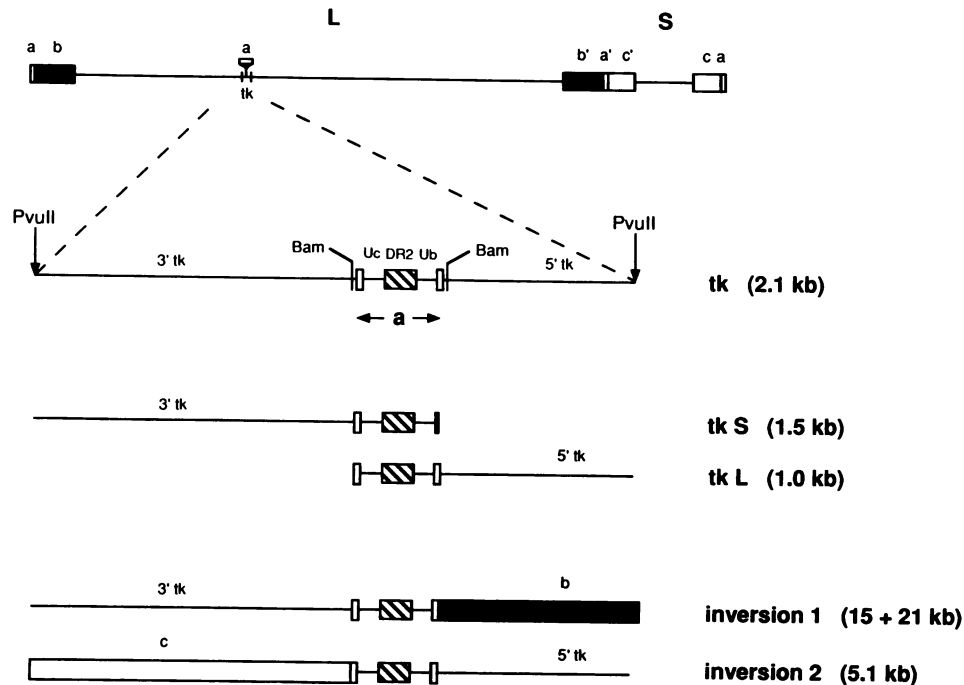 L S
a b a b' a' c' c a
tk
PvuII PvuII
Bam Uc DR2 Ub Bam
3' tk 5' tk
tk (2.1 kb)
a
3' tk
tk S (1.5 kb)
5' tk
tk L (1.0 kb)
3' tk b
inversion 1 (15 + 21 kb)
c 5' tk
inversion 2 (5.1 kb)